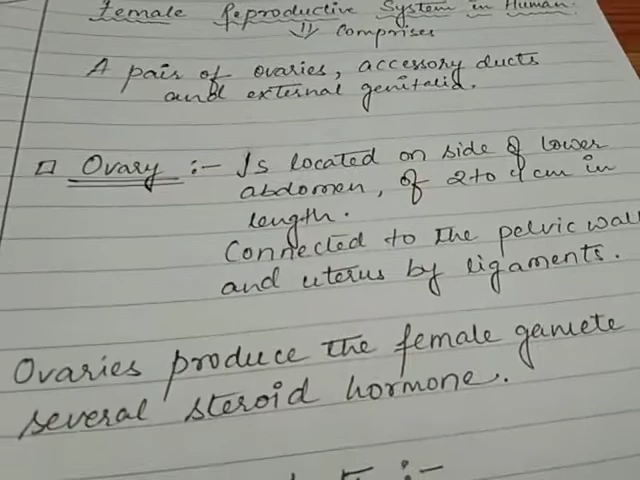 Female Reproductive System in Human.
⇓ Comprises
A pair of ovaries, accessory ducts
and external genitalia.
□ Ovary :- Is located on side of lower
abdomen, of 2 to 4 cm in
length.
Connected to the pelvic wall
and uterus by ligaments.
Ovaries produce the female gamete
several steroid hormone.
:-